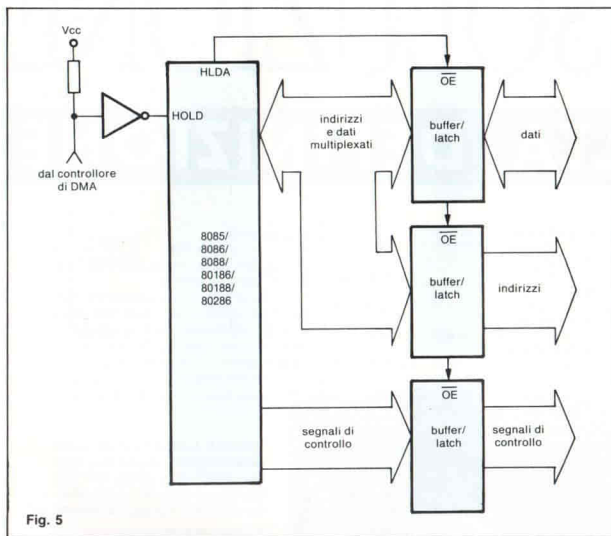 Vcc
HLDA
HOLD
dal controllore
di DMA
8085/
8086/
8088/
80186/
80188/
80286
indirizzi
e dati
multiplexati
OE
buffer/
latch
dati
OE
buffer/
latch
indirizzi
segnali di
controllo
OE
buffer/
latch
segnali di
controllo
Fig. 5